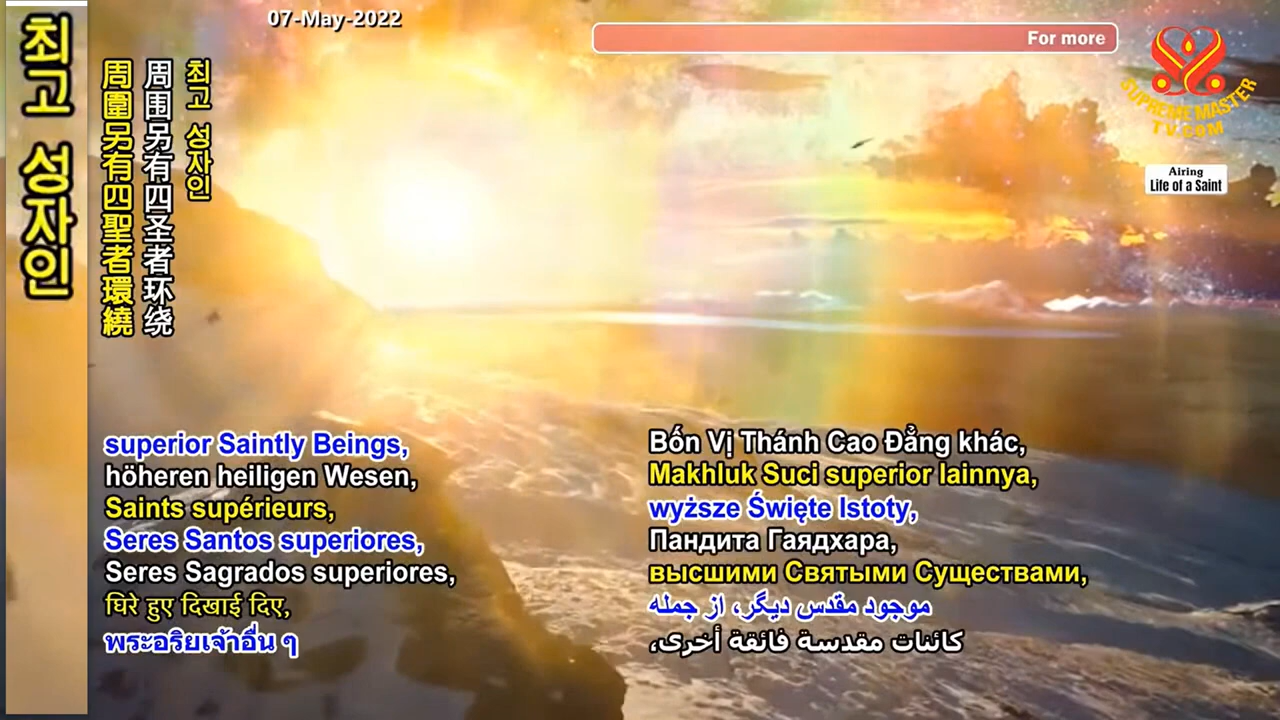 07-May-2022
For more
SUPREME MASTER
TV.COM
Airing
Life of a Saint
최고 성자인
최고 성자인
周围另有四圣者环绕
周圍另有四聖者環繞
superior Saintly Beings,
höheren heiligen Wesen,
Saints supérieurs,
Seres Santos superiores,
Seres Sagrados superiores,
घिरे हुए दिखाई दिए,
พระอริยเจ้าอื่น ๆ
Bốn Vị Thánh Cao Đẳng khác,
Makhluk Suci superior lainnya,
wyższe Święte Istoty,
Пандита Гаядхара,
высшими Святыми Существами,
موجود مقدس دیگر، از جمله
كائنات مقدسة فائقة أخرى،